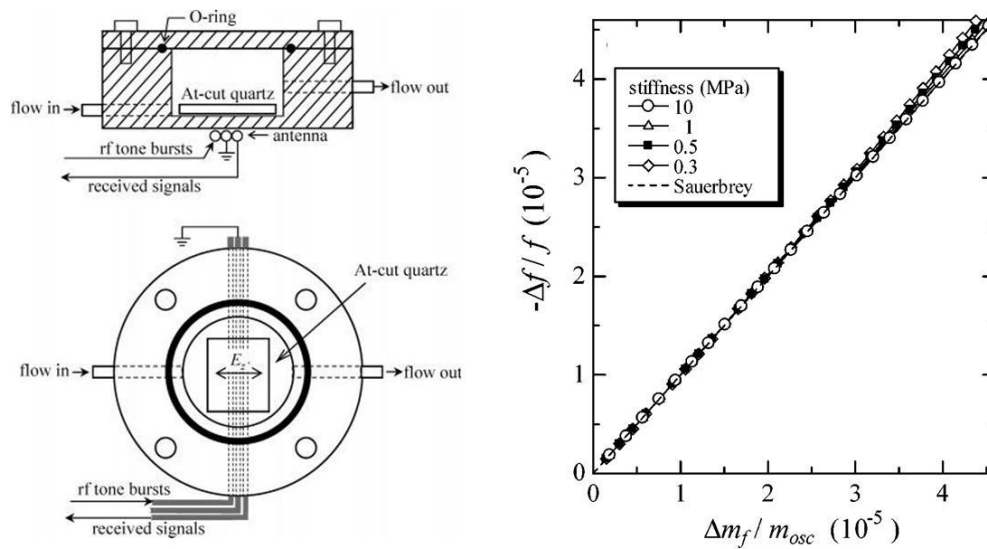 O-ring
At-cut quartz
flow in
flow out
antenna
rf tone bursts
received signals
At-cut quartz
E_z'
flow in
flow out
rf tone bursts
received signals
-Δf / f (10^-5)
stiffness (MPa)
10
1
0.5
0.3
Sauerbrey
4
3
2
1
0
0 1 2 3 4
Δm_f / m_osc (10^-5)